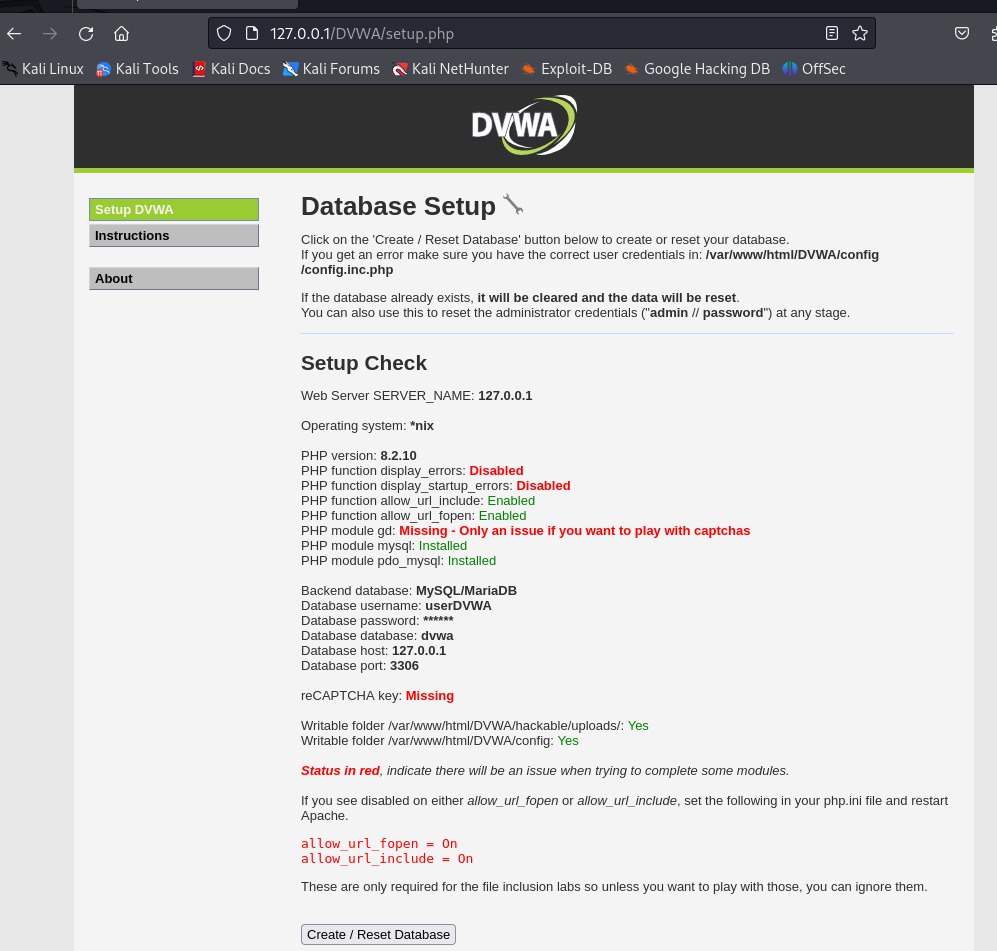 127.0.0.1/DVWA/setup.php
Kali Linux Kali Tools Kali Docs Kali Forums Kali NetHunter Exploit-DB Google Hacking DB OffSec
DVWA
Setup DVWA
Instructions
About
Database Setup
Click on the 'Create / Reset Database' button below to create or reset your database.
If you get an error make sure you have the correct user credentials in: /var/www/html/DVWA/config
/config.inc.php
If the database already exists, it will be cleared and the data will be reset.
You can also use this to reset the administrator credentials ("admin // password") at any stage.
Setup Check
Web Server SERVER_NAME: 127.0.0.1
Operating system: *nix
PHP version: 8.2.10
PHP function display_errors: Disabled
PHP function display_startup_errors: Disabled
PHP function allow_url_include: Enabled
PHP function allow_url_fopen: Enabled
PHP module gd: Missing - Only an issue if you want to play with captchas
PHP module mysql: Installed
PHP module pdo_mysql: Installed
Backend database: MySQL/MariaDB
Database username: userDVWA
Database password: ******
Database database: dvwa
Database host: 127.0.0.1
Database port: 3306
reCAPTCHA key: Missing
Writable folder /var/www/html/DVWA/hackable/uploads/: Yes
Writable folder /var/www/html/DVWA/config: Yes
Status in red, indicate there will be an issue when trying to complete some modules.
If you see disabled on either allow_url_fopen or allow_url_include, set the following in your php.ini file and restart
Apache.
allow_url_fopen = On
allow_url_include = On
These are only required for the file inclusion labs so unless you want to play with those, you can ignore them.
Create / Reset Database